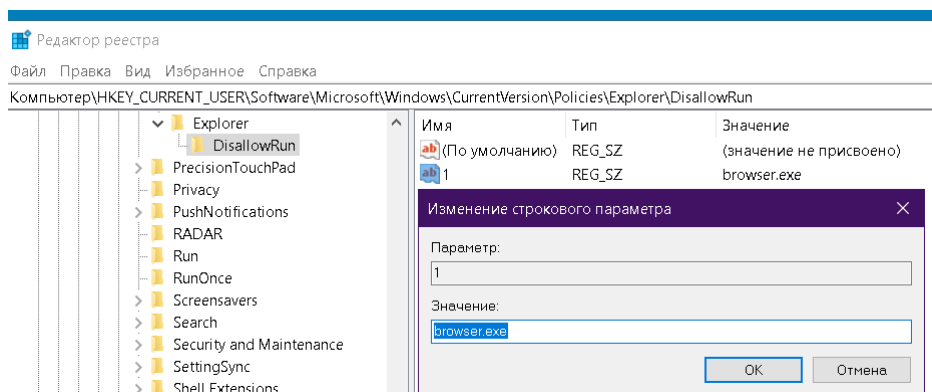 Редактор реестра
Файл Правка Вид Избранное Справка
Компьютер\HKEY_CURRENT_USER\Software\Microsoft\Windows\CurrentVersion\Policies\Explorer\DisallowRun
Explorer
DisallowRun
PrecisionTouchPad
Privacy
PushNotifications
RADAR
Run
RunOnce
Screensavers
Search
Security and Maintenance
SettingSync
Shell Extensions
Имя Тип Значение
ab (По умолчанию) REG_SZ (значение не присвоено)
ab 1 REG_SZ browser.exe
Изменение строкового параметра
Параметр:
1
Значение:
browser.exe
OK Отмена